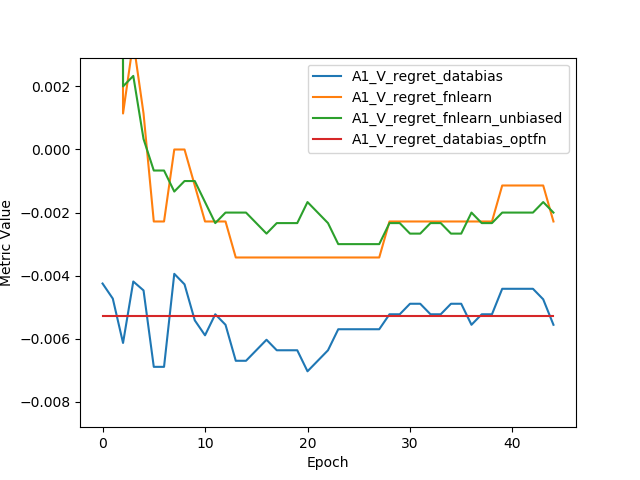 A1_V_regret_databias
A1_V_regret_fnlearn
A1_V_regret_fnlearn_unbiased
A1_V_regret_databias_optfn
0.002
0.000
−0.002
−0.004
−0.006
−0.008
Metric Value
0
10
20
30
40
Epoch